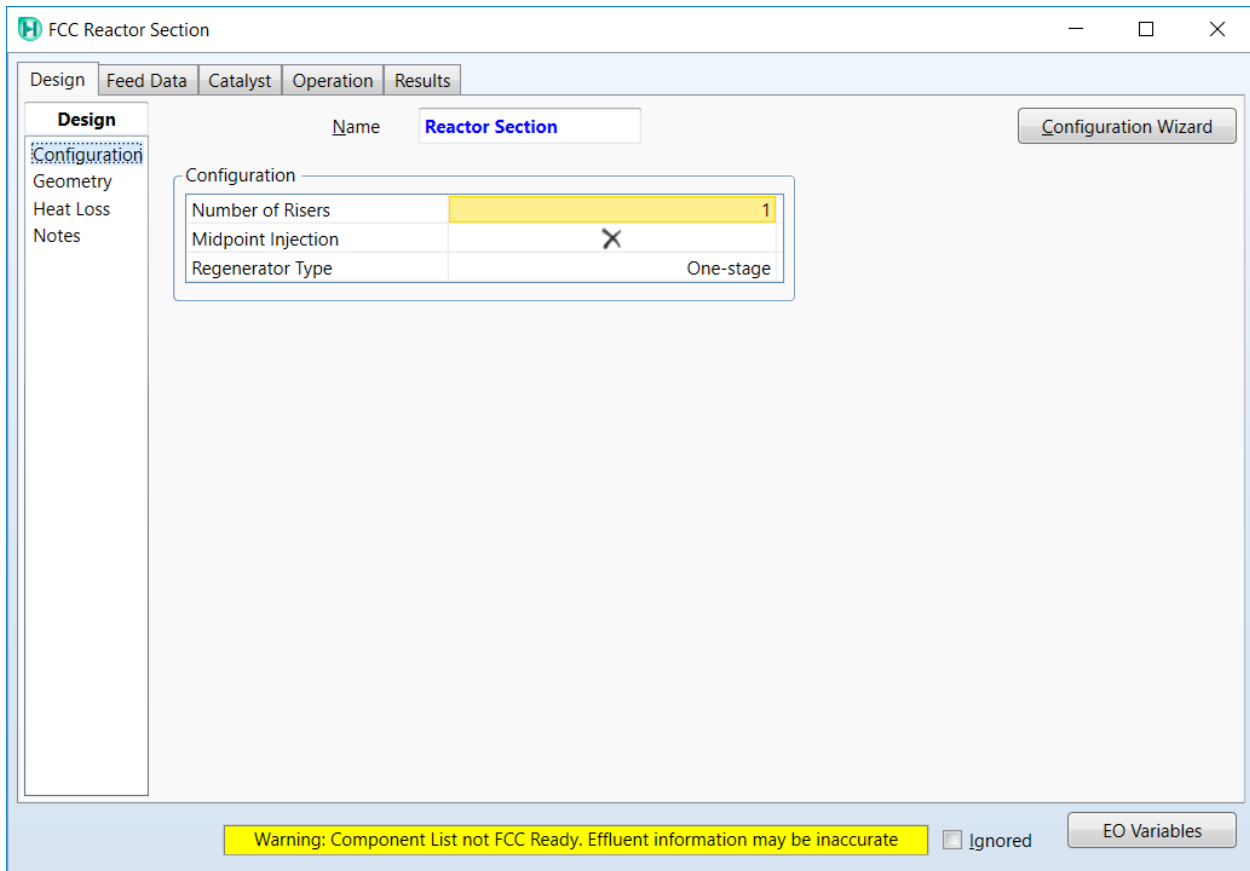 FCC Reactor Section
Design Feed Data Catalyst Operation Results
Design
Configuration
Geometry
Heat Loss
Notes
Name Reactor Section Configuration Wizard
Configuration
Number of Risers 1
Midpoint Injection
Regenerator Type One-stage
Warning: Component List not FCC Ready. Effluent information may be inaccurate Ignored EO Variables